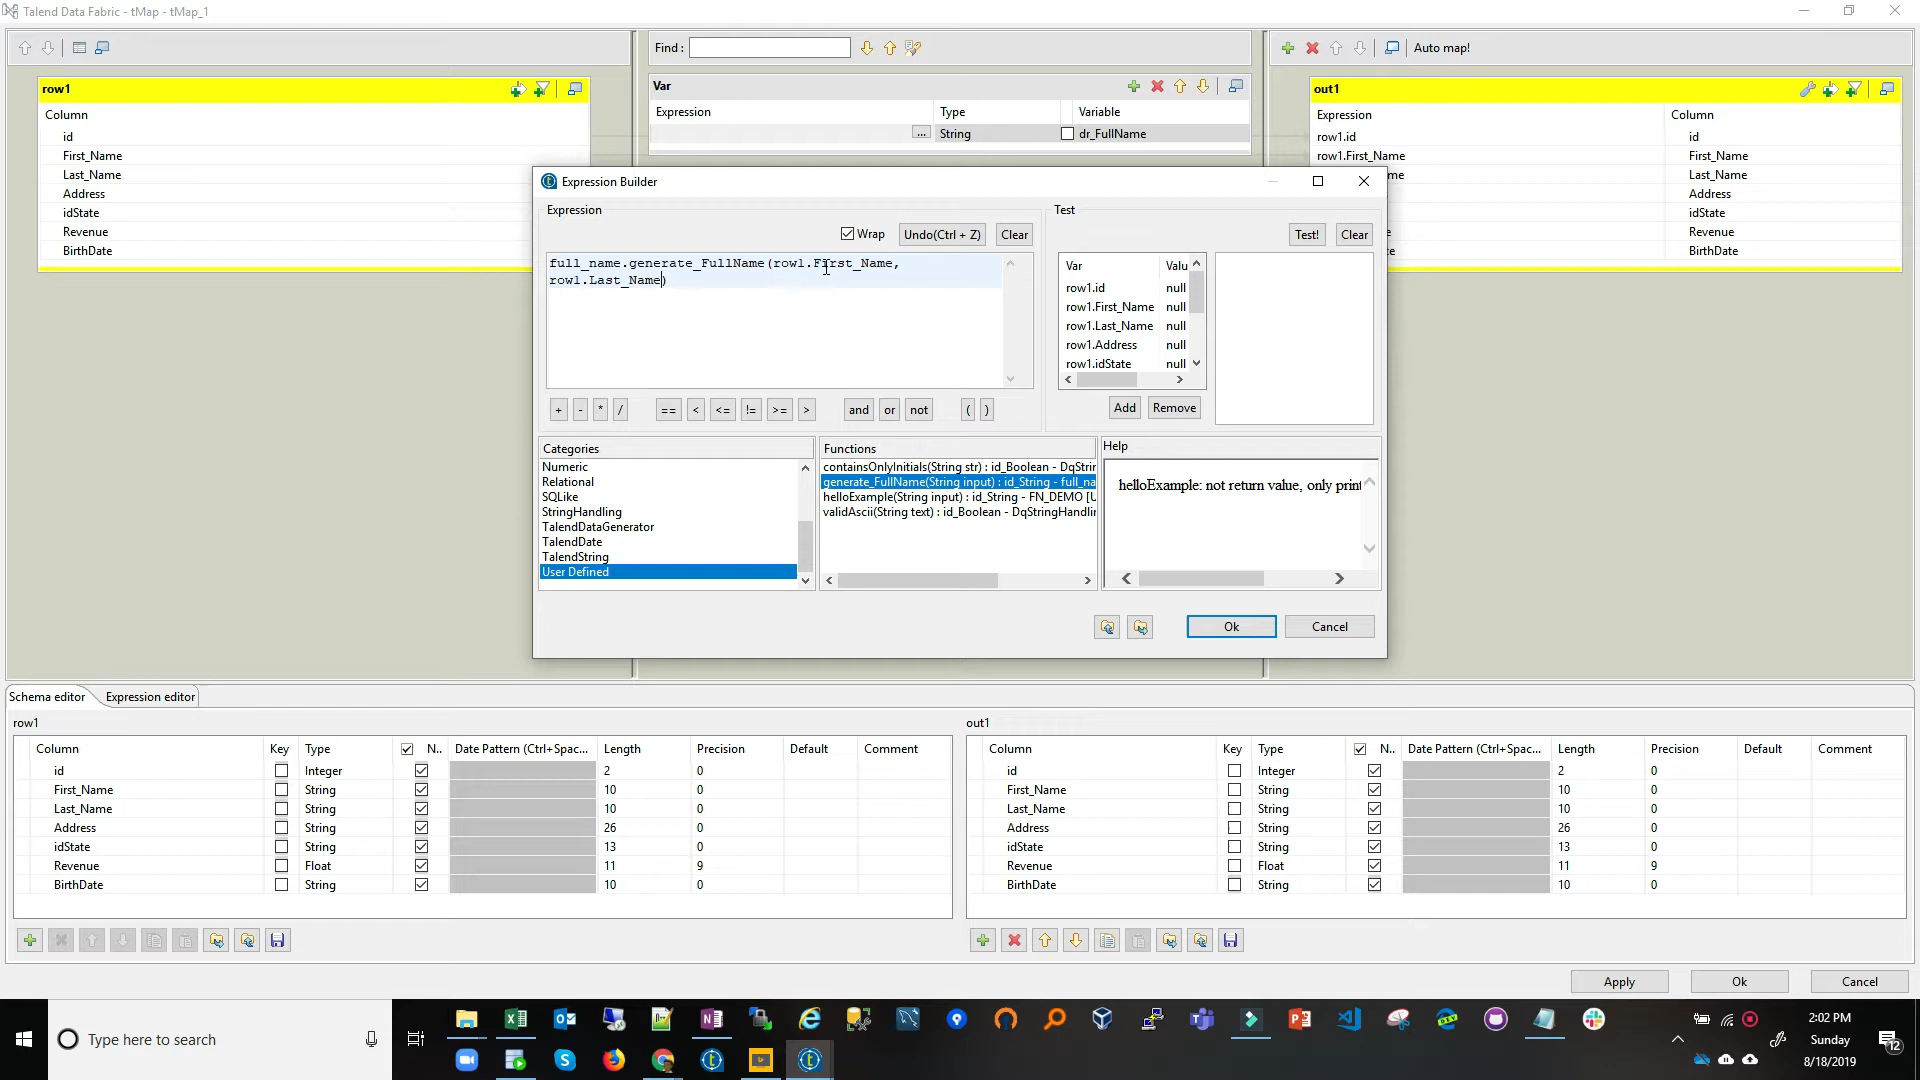 Talend Data Fabric - tMap - tMap_1
Find :
Auto map!
row1
Column
id
First_Name
Last_Name
Address
idState
Revenue
BirthDate
Var
Expression Type Variable
... String dr_FullName
out1
Expression Column
row1.id id
row1.First_Name First_Name
me Last_Name
Address
idState
Revenue
BirthDate
Expression Builder
Expression
Wrap Undo(Ctrl + Z) Clear
full_name.generate_FullName(row1.First_Name,
row1.Last_Name)
+ - * / == < <= != >= > and or not ( )
Test
Test! Clear
Var Valu
row1.id null
row1.First_Name null
row1.Last_Name null
row1.Address null
row1.idState null
Add Remove
Categories
Numeric
Relational
SQLike
StringHandling
TalendDataGenerator
TalendDate
TalendString
User Defined
Functions
containsOnlyInitials(String str) : id_Boolean - DqStrin
generate_FullName(String input) : id_String - full_na
helloExample(String input) : id_String - FN_DEMO [U
validAscii(String text) : id_Boolean - DqStringHandlin
Help
helloExample: not return value, only print
Ok Cancel
Schema editor Expression editor
row1
Column Key Type N.. Date Pattern (Ctrl+Spac... Length Precision Default Comment
id Integer 2 0
First_Name String 10 0
Last_Name String 10 0
Address String 26 0
idState String 13 0
Revenue Float 11 9
BirthDate String 10 0
out1
Column Key Type N.. Date Pattern (Ctrl+Spac... Length Precision Default Comment
id Integer 2 0
First_Name String 10 0
Last_Name String 10 0
Address String 26 0
idState String 13 0
Revenue Float 11 9
BirthDate String 10 0
Apply Ok Cancel
Type here to search
2:02 PM
Sunday
8/18/2019
12